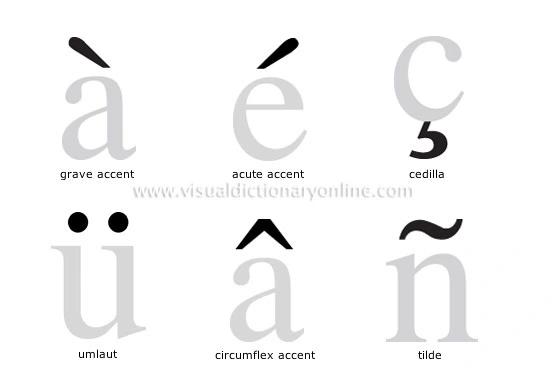 à é ç
grave accent acute accent cedilla
www.visualdictionaryonline.com
ü â ñ
umlaut circumflex accent tilde